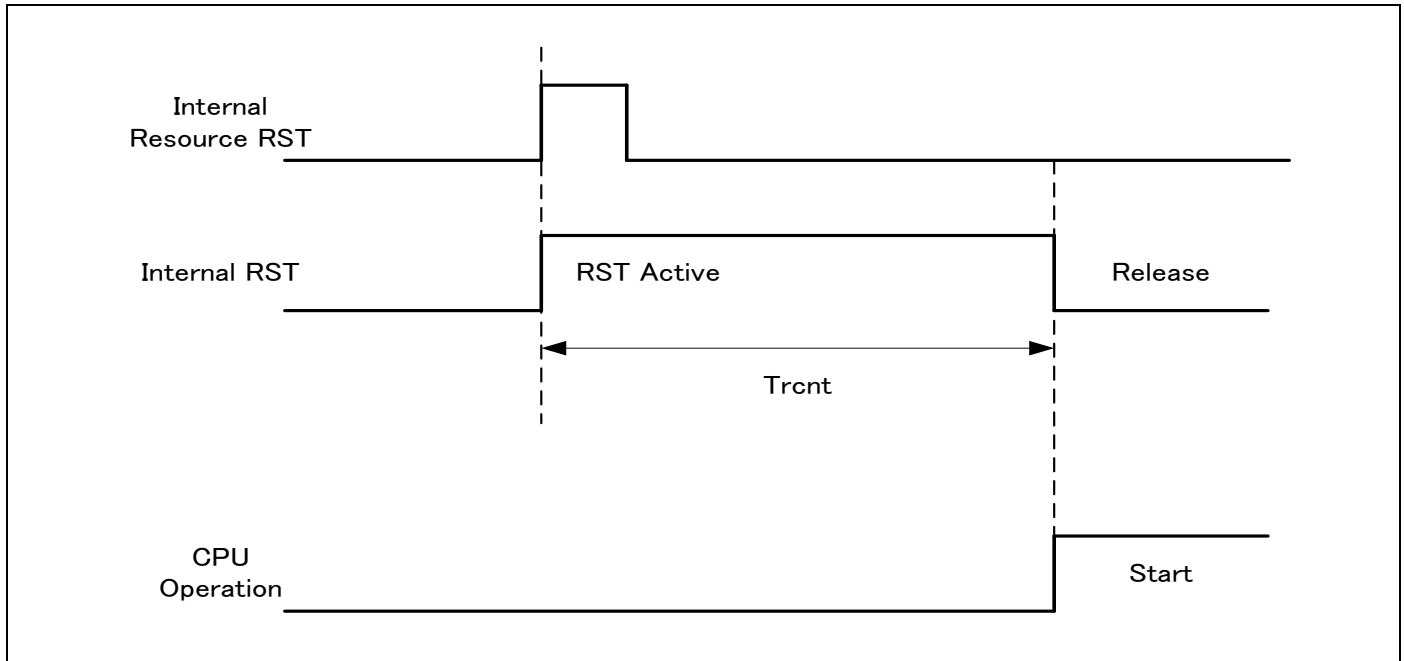 Internal
Resource RST
Internal RST
RST Active
Release
Trcnt
CPU
Operation
Start